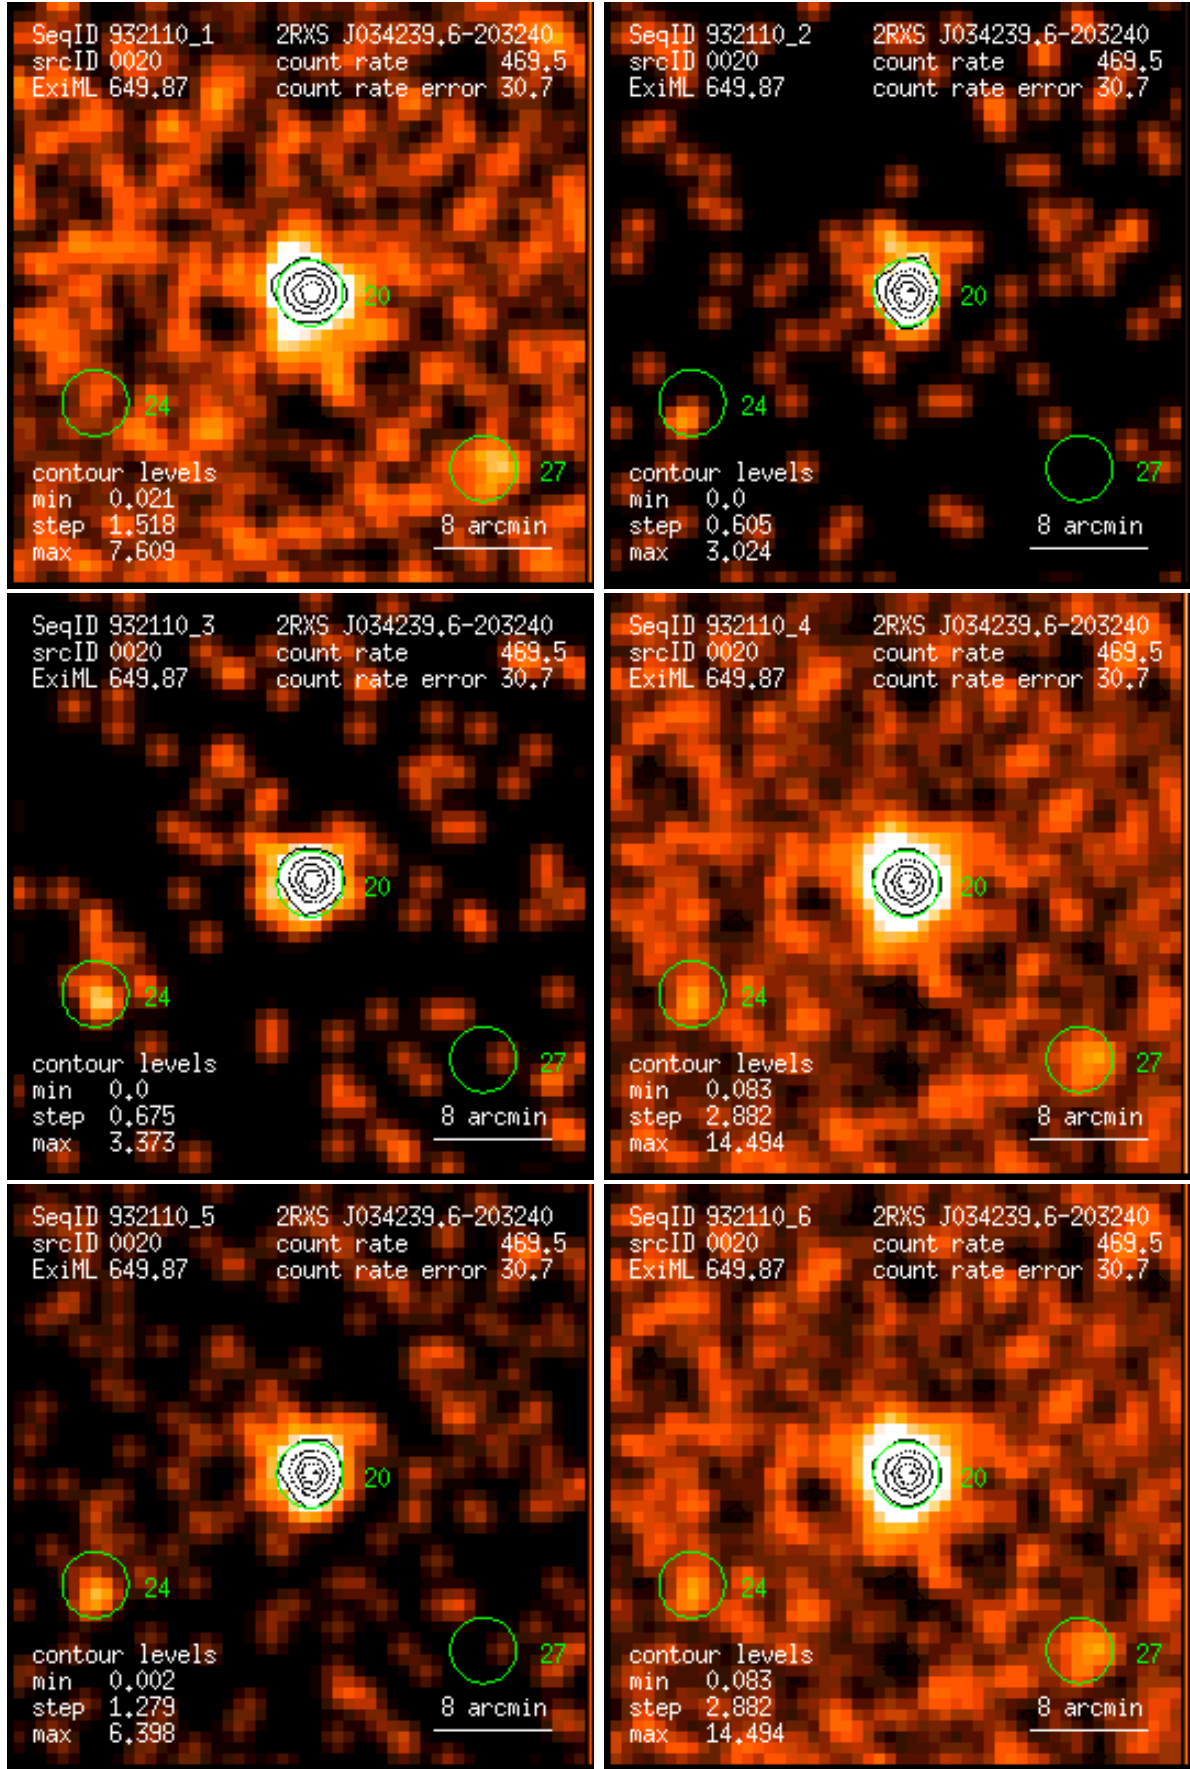 SeqID 932110_1 2RXS J034239.6-203240
srcID 0020 count rate 469.5
ExiML 649.87 count rate error 30.7
20
24
27
contour levels
min 0.021
step 1.518 8 arcmin
max 7.609
SeqID 932110_2 2RXS J034239.6-203240
srcID 0020 count rate 469.5
ExiML 649.87 count rate error 30.7
20
24
27
contour levels
min 0.0
step 0.605 8 arcmin
max 3.024
SeqID 932110_3 2RXS J034239.6-203240
srcID 0020 count rate 469.5
ExiML 649.87 count rate error 30.7
20
24
27
contour levels
min 0.0
step 0.675 8 arcmin
max 3.373
SeqID 932110_4 2RXS J034239.6-203240
srcID 0020 count rate 469.5
ExiML 649.87 count rate error 30.7
20
24
27
contour levels
min 0.083
step 2.882 8 arcmin
max 14.494
SeqID 932110_5 2RXS J034239.6-203240
srcID 0020 count rate 469.5
ExiML 649.87 count rate error 30.7
20
24
27
contour levels
min 0.002
step 1.279 8 arcmin
max 6.398
SeqID 932110_6 2RXS J034239.6-203240
srcID 0020 count rate 469.5
ExiML 649.87 count rate error 30.7
20
24
27
contour levels
min 0.083
step 2.882 8 arcmin
max 14.494